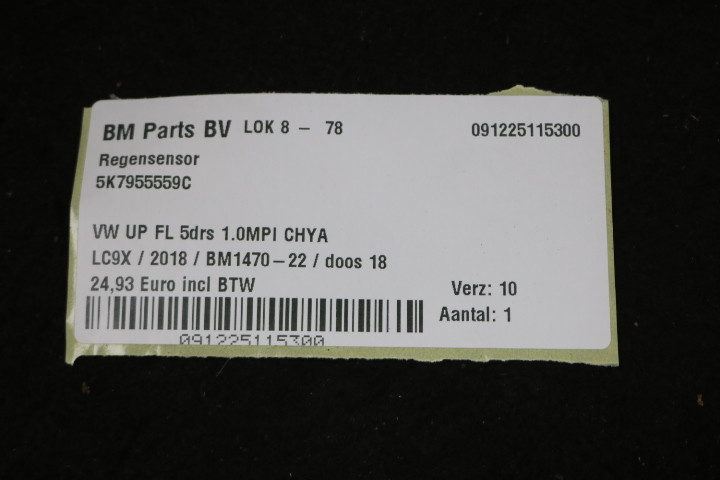 BM Parts BV LOK 8 - 78 091225115300
Regensensor
5K7955559C
VW UP FL 5drs 1.0MPI CHYA
LC9X / 2018 / BM1470-22 / doos 18
24,93 Euro incl BTW Verz: 10
Aantal: 1
091225115300